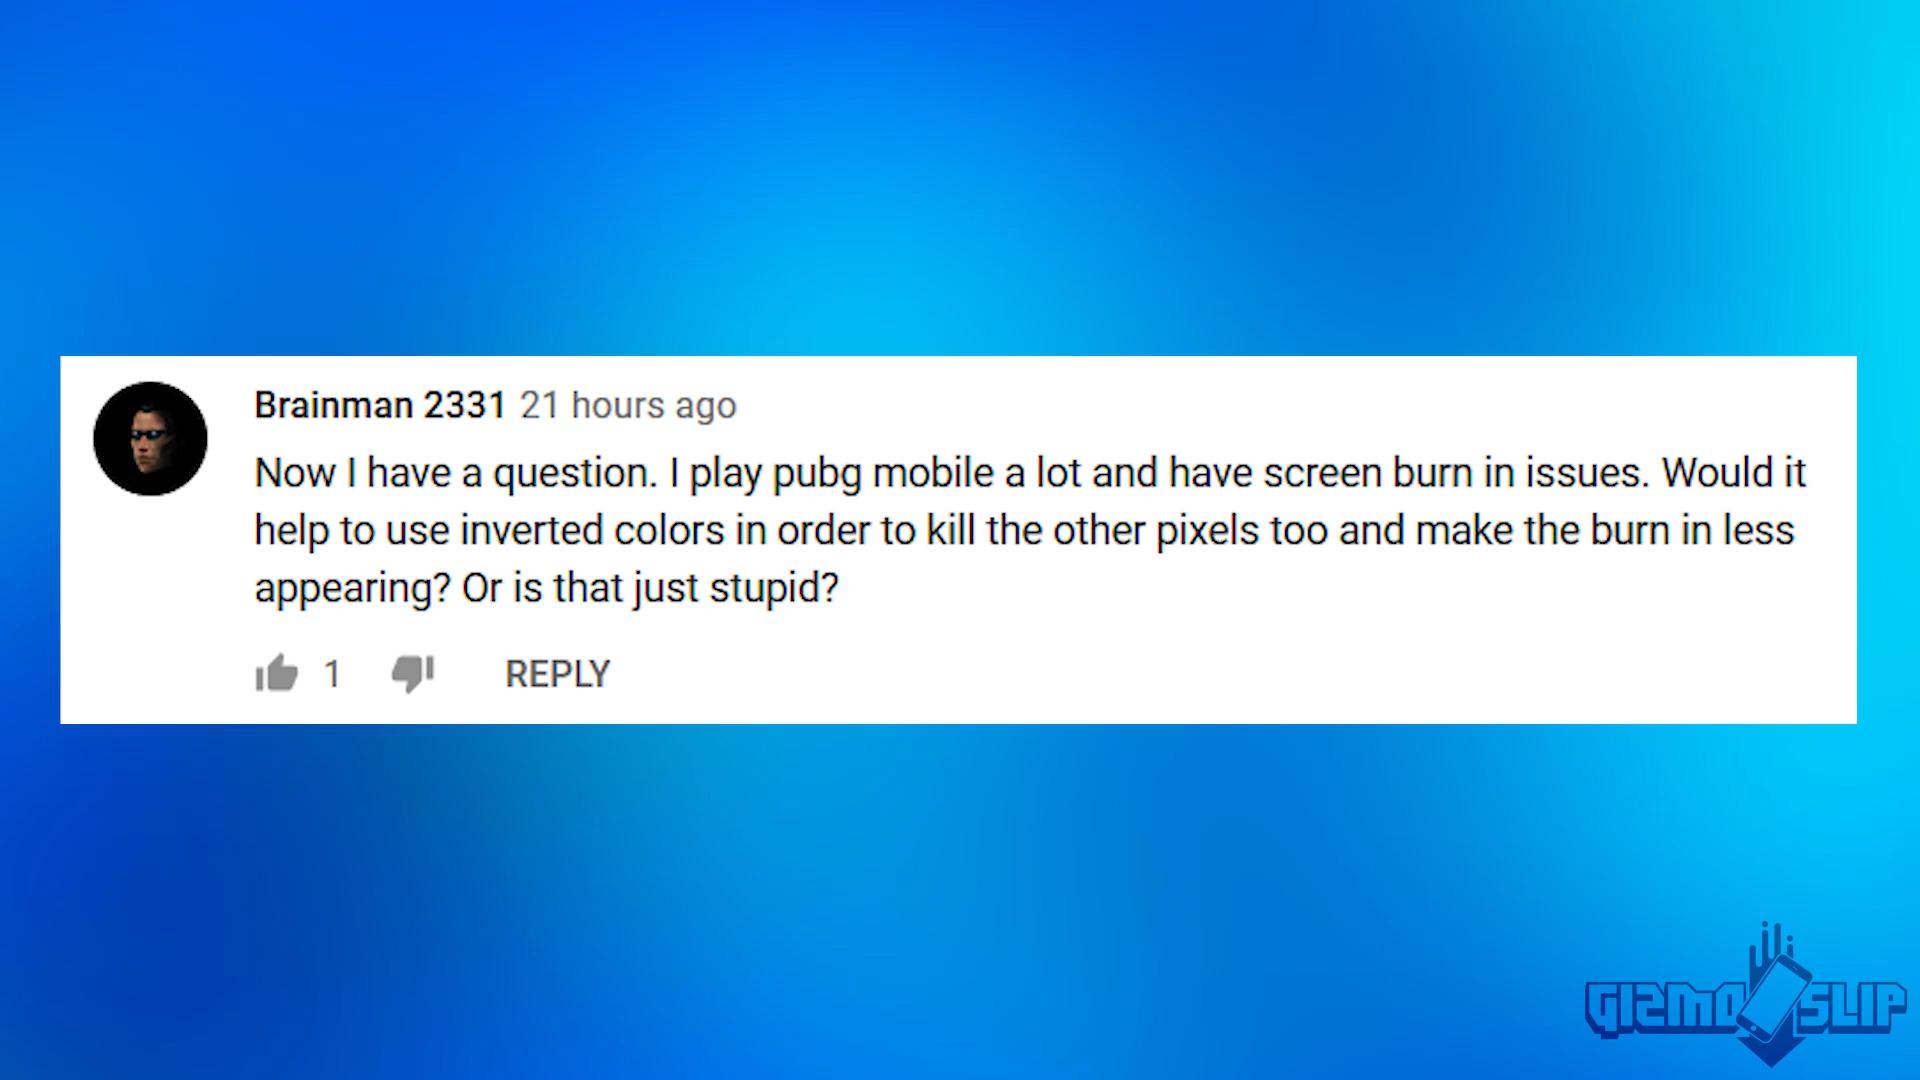 Brainman 2331 21 hours ago
Now I have a question. I play pubg mobile a lot and have screen burn in issues. Would it
help to use inverted colors in order to kill the other pixels too and make the burn in less
appearing? Or is that just stupid?
1 REPLY
GIZMO SLIP